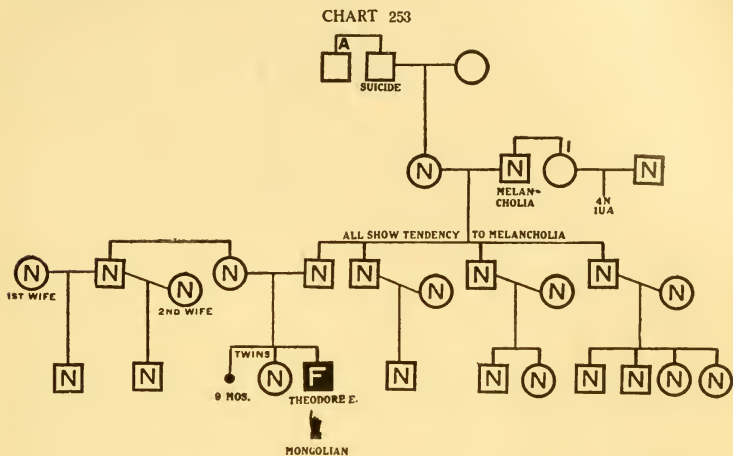 CHART 253
A
SUICIDE
N N I N
MELAN-
CHOLIA
4N
1UA
ALL SHOW TENDENCY TO MELANCHOLIA
N N N N N N N N N N
1ST WIFE
2ND WIFE
TWINS
N N N F N N N N N N N
9 MOS.
THEODORE E.
MONGOLIAN